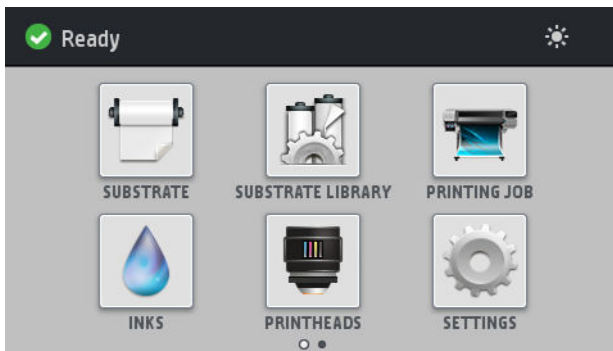 Ready
SUBSTRATE SUBSTRATE LIBRARY PRINTING JOB
INKS PRINTHEADS SETTINGS